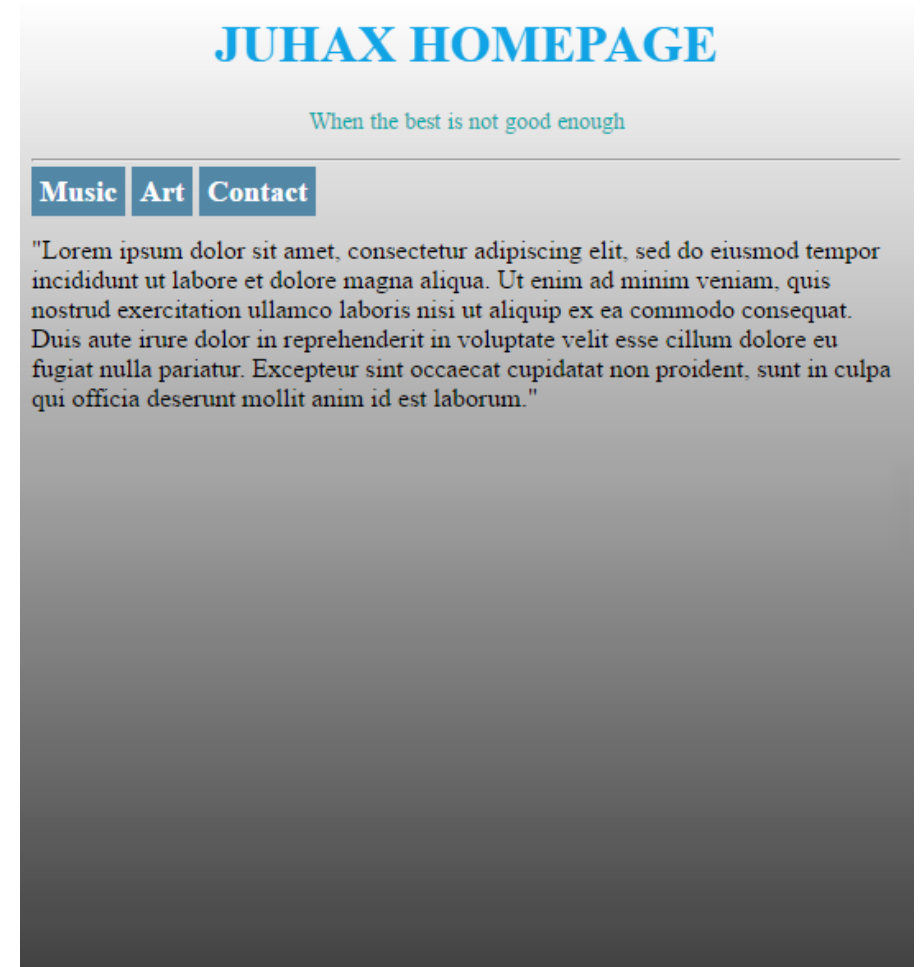 JUHAX HOMEPAGE
When the best is not good enough
Music Art Contact
"Lorem ipsum dolor sit amet, consectetur adipiscing elit, sed do eiusmod tempor
incididunt ut labore et dolore magna aliqua. Ut enim ad minim veniam, quis
nostrud exercitation ullamco laboris nisi ut aliquip ex ea commodo consequat.
Duis aute irure dolor in reprehenderit in voluptate velit esse cillum dolore eu
fugiat nulla pariatur. Excepteur sint occaecat cupidatat non proident, sunt in culpa
qui officia deserunt mollit anim id est laborum."